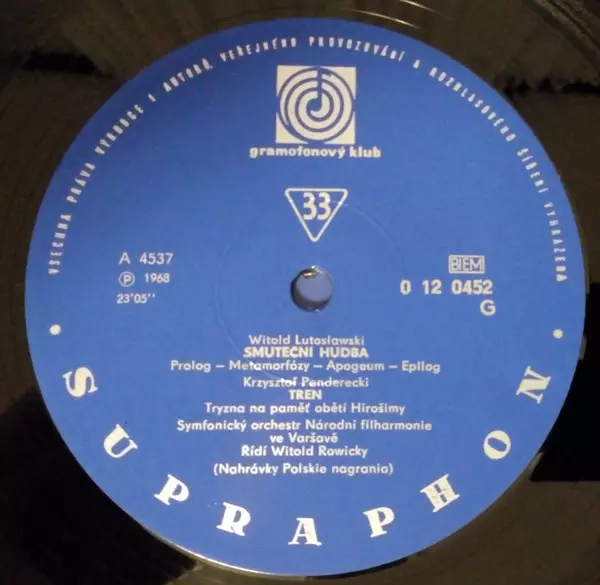 VŠECHNA PRÁVA VÝROBCE I AUTORŮ, VEŘEJNÉHO PROVOZOVÁNÍ A ROZHLASOVÉHO ŠÍŘENÍ VYHRAZENA
gramofonový klub
33
A 4537
Ⓟ 1968
23'05''
BIEM
0 12 0452
G
Witold Lutosławski
SMUTEČNÍ HUDBA
Prolog – Metamorfózy – Apogeum – Epilog
Krzysztof Penderecki
TREN
Tryzna na paměť obětí Hirošimy
Symfonický orchestr Národní filharmonie
ve Varšavě
Řídí Witold Rowicky
(Nahrávky Polskie nagrania)
• SUPRAPHON •